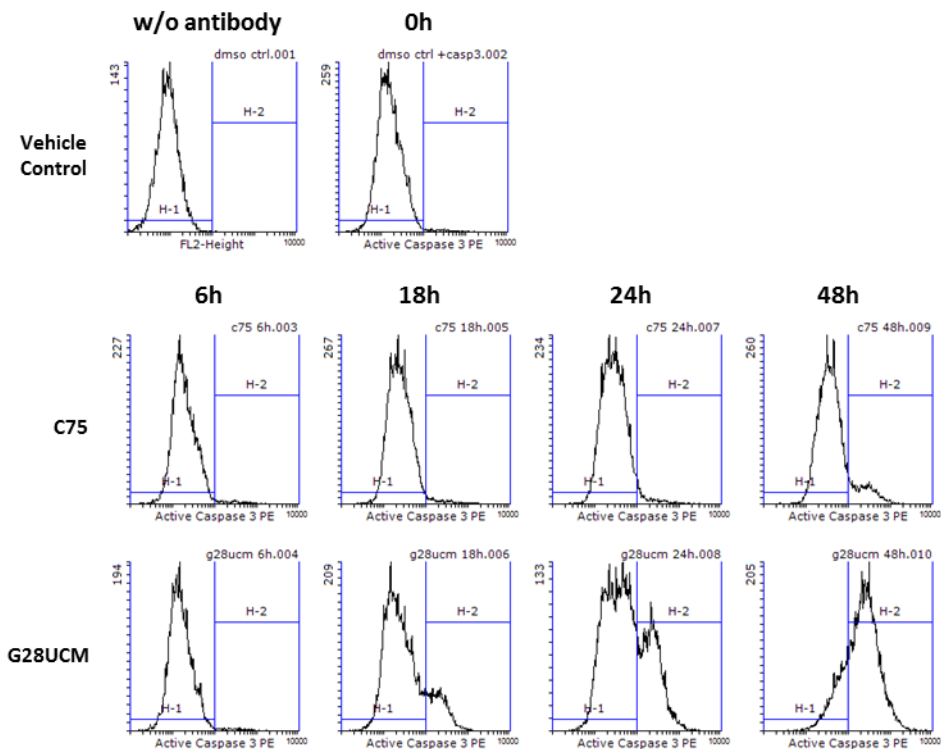 w/o antibody
0h
dmso ctrl.001
dmso ctrl +casp3.002
143
259
H-2
H-2
Vehicle
Control
H-1
H-1
10000
10000
FL2-Height
Active Caspase 3 PE
6h
18h
24h
48h
c75 6h.003
c75 18h.005
c75 24h.007
c75 48h.009
227
267
234
260
H-2
H-2
H-2
H-2
C75
H-1
H-1
H-1
H-1
10000
10000
10000
10000
Active Caspase 3 PE
Active Caspase 3 PE
Active Caspase 3 PE
Active Caspase 3 PE
g28ucm 6h.004
g28ucm 18h.006
g28ucm 24h.008
g28ucm 48h.010
194
209
133
205
H-2
H-2
H-2
H-2
G28UCM
H-1
H-1
H-1
H-1
10000
10000
10000
10000
Active Caspase 3 PE
Active Caspase 3 PE
Active Caspase 3 PE
Active Caspase 3 PE